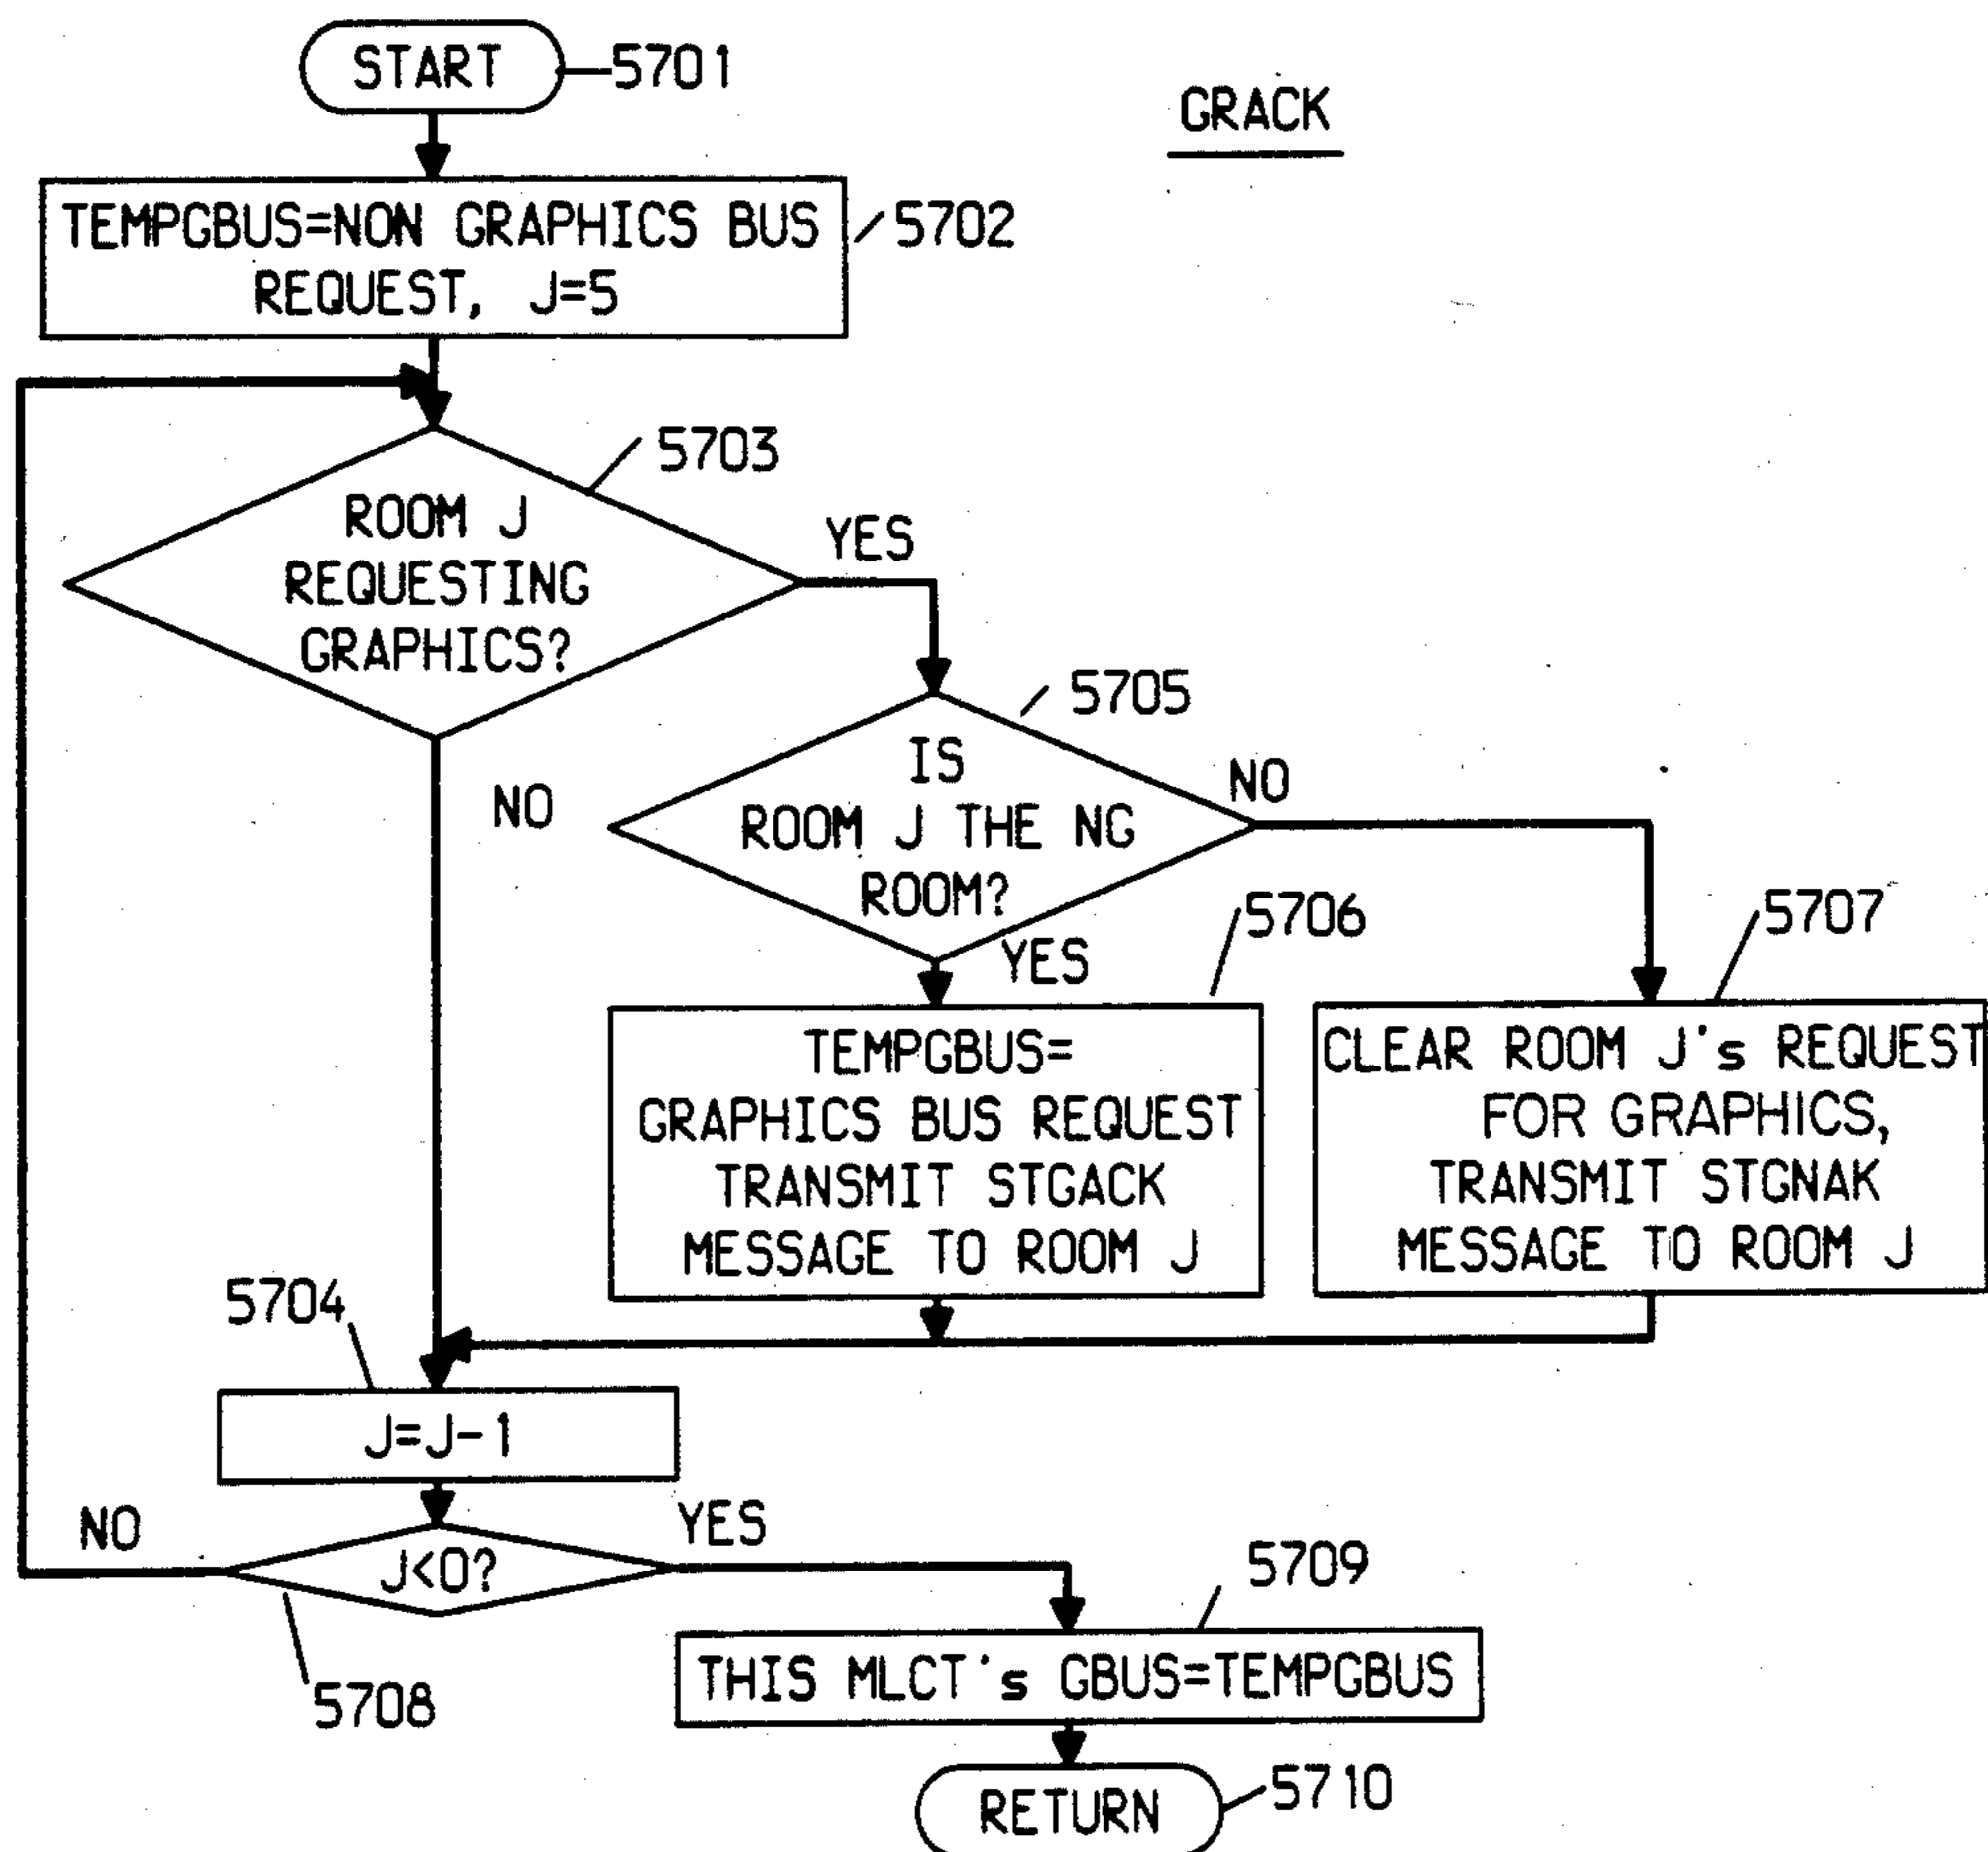 START
5701
GRACK
TEMPGBUS=NON GRAPHICS BUS
REQUEST, J=5
5702
5703
ROOM J
REQUESTING
GRAPHICS?
YES
NO
5705
IS
ROOM J THE NG
ROOM?
NO
YES
5706
5707
TEMPGBUS=
GRAPHICS BUS REQUEST
TRANSMIT STGACK
MESSAGE TO ROOM J
CLEAR ROOM J's REQUEST
FOR GRAPHICS,
TRANSMIT STGNAK
MESSAGE TO ROOM J
5704
J=J-1
NO
J<0?
YES
5708
5709
THIS MLCT's GBUS=TEMPGBUS
RETURN
5710